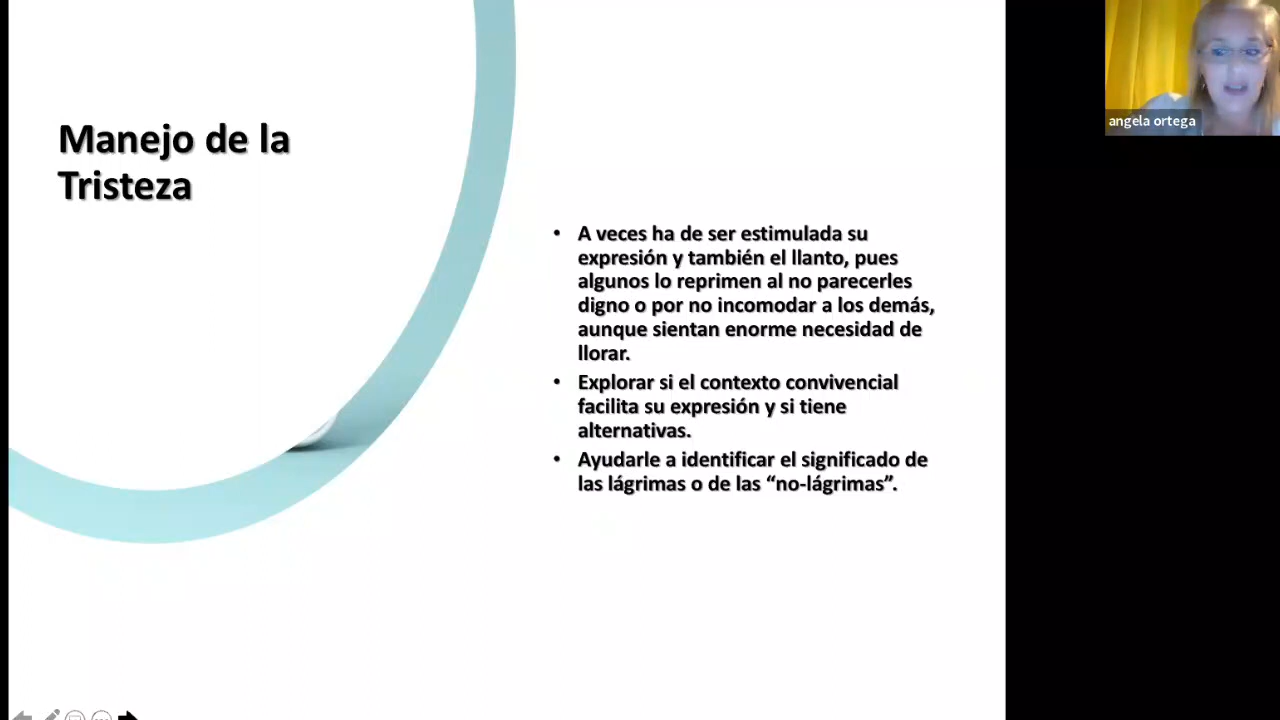 Manejo de la
Tristeza
• A veces ha de ser estimulada su
expresión y también el llanto, pues
algunos lo reprimen al no parecerles
digno o por no incomodar a los demás,
aunque sientan enorme necesidad de
llorar.
• Explorar si el contexto convivencial
facilita su expresión y si tiene
alternativas.
• Ayudarle a identificar el significado de
las lágrimas o de las “no-lágrimas”.
angela ortega